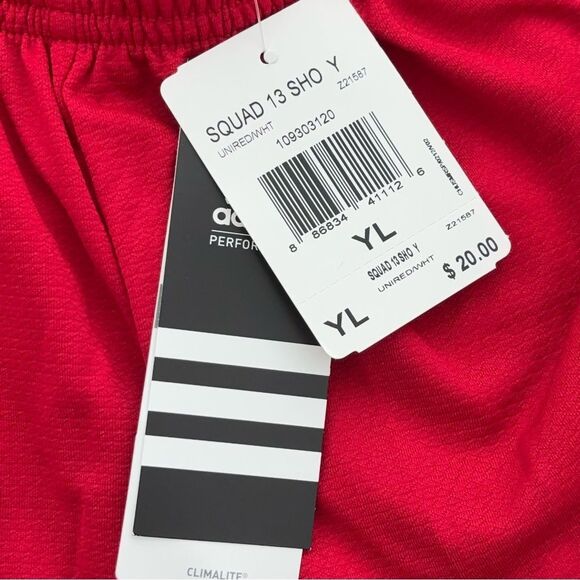 SQUAD 13 SHO Y
UNIRED/WHT
Z21587
109303120
8 86834 41112 6
YL
SQUAD 13 SHO Y
Z21587
UNIRED/WHT
YL
$ 20.00
PERFOR
CLIMALITE®